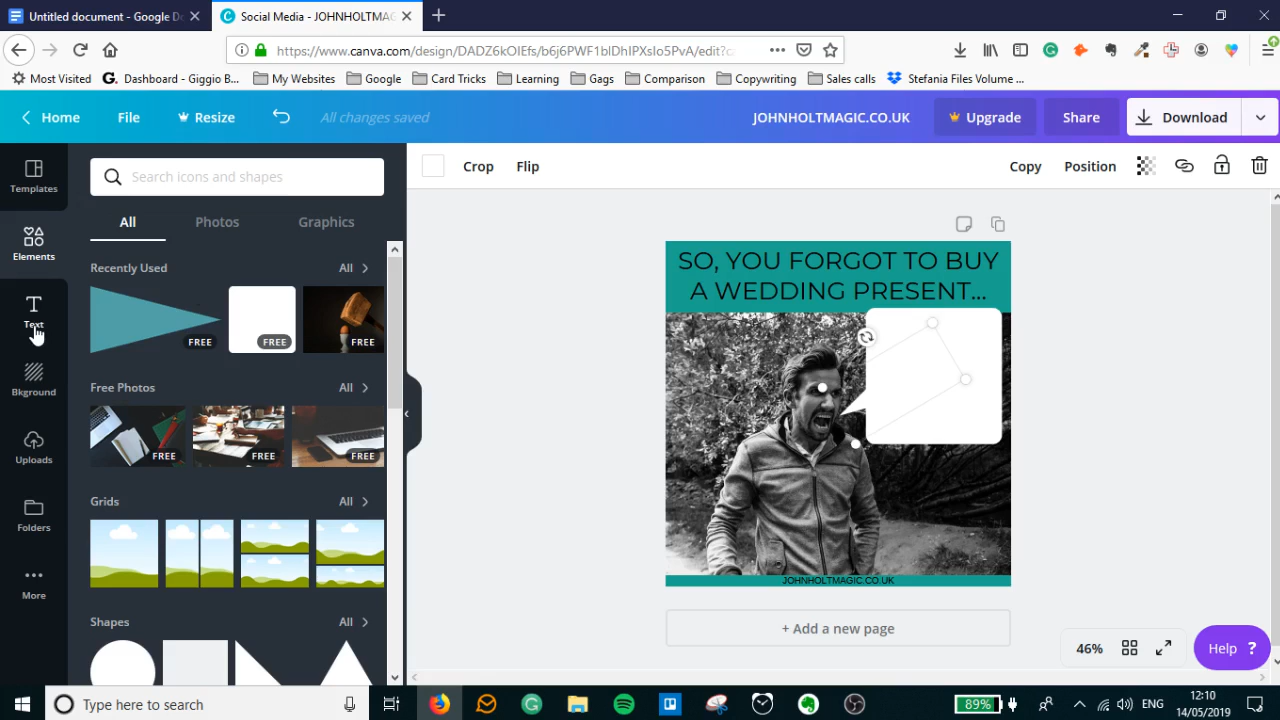 Untitled document - Google D
Social Media - JOHNHOLTMAGIC
https://www.canva.com/design/DADZ6kOlEfs/b6j6PWF1blDhIPXsIo5PvA/edit?c
Most Visited
Dashboard - Giggio B...
My Websites
Google
Card Tricks
Learning
Gags
Comparison
Copywriting
Sales calls
Stefania Files Volume ...
Home
File
Resize
All changes saved
JOHNHOLTMAGIC.CO.UK
Upgrade
Share
Download
Templates
Elements
Text
Bkground
Uploads
Folders
More
Search icons and shapes
All
Photos
Graphics
Recently Used
All
FREE
FREE
FREE
Free Photos
All
FREE
FREE
FREE
Grids
All
Shapes
All
Crop
Flip
Copy
Position
SO, YOU FORGOT TO BUY
A WEDDING PRESENT...
JOHNHOLTMAGIC.CO.UK
+ Add a new page
46%
Help ?
Type here to search
89%
ENG
12:10
14/05/2019